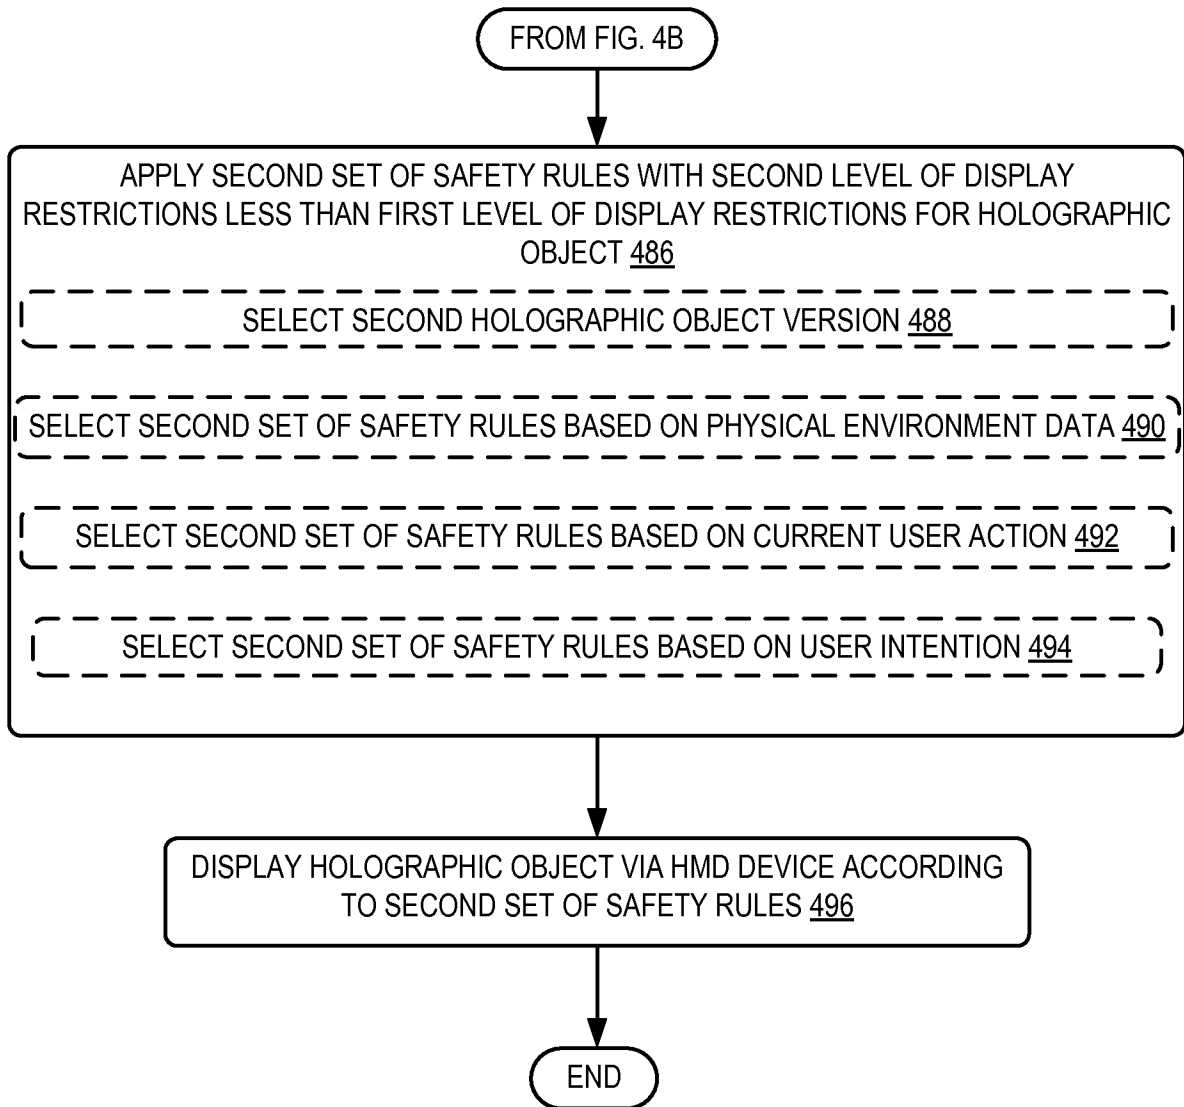 FROM FIG. 4B
APPLY SECOND SET OF SAFETY RULES WITH SECOND LEVEL OF DISPLAY
RESTRICTIONS LESS THAN FIRST LEVEL OF DISPLAY RESTRICTIONS FOR HOLOGRAPHIC
OBJECT 486
SELECT SECOND HOLOGRAPHIC OBJECT VERSION 488
SELECT SECOND SET OF SAFETY RULES BASED ON PHYSICAL ENVIRONMENT DATA 490
SELECT SECOND SET OF SAFETY RULES BASED ON CURRENT USER ACTION 492
SELECT SECOND SET OF SAFETY RULES BASED ON USER INTENTION 494
DISPLAY HOLOGRAPHIC OBJECT VIA HMD DEVICE ACCORDING
TO SECOND SET OF SAFETY RULES 496
END